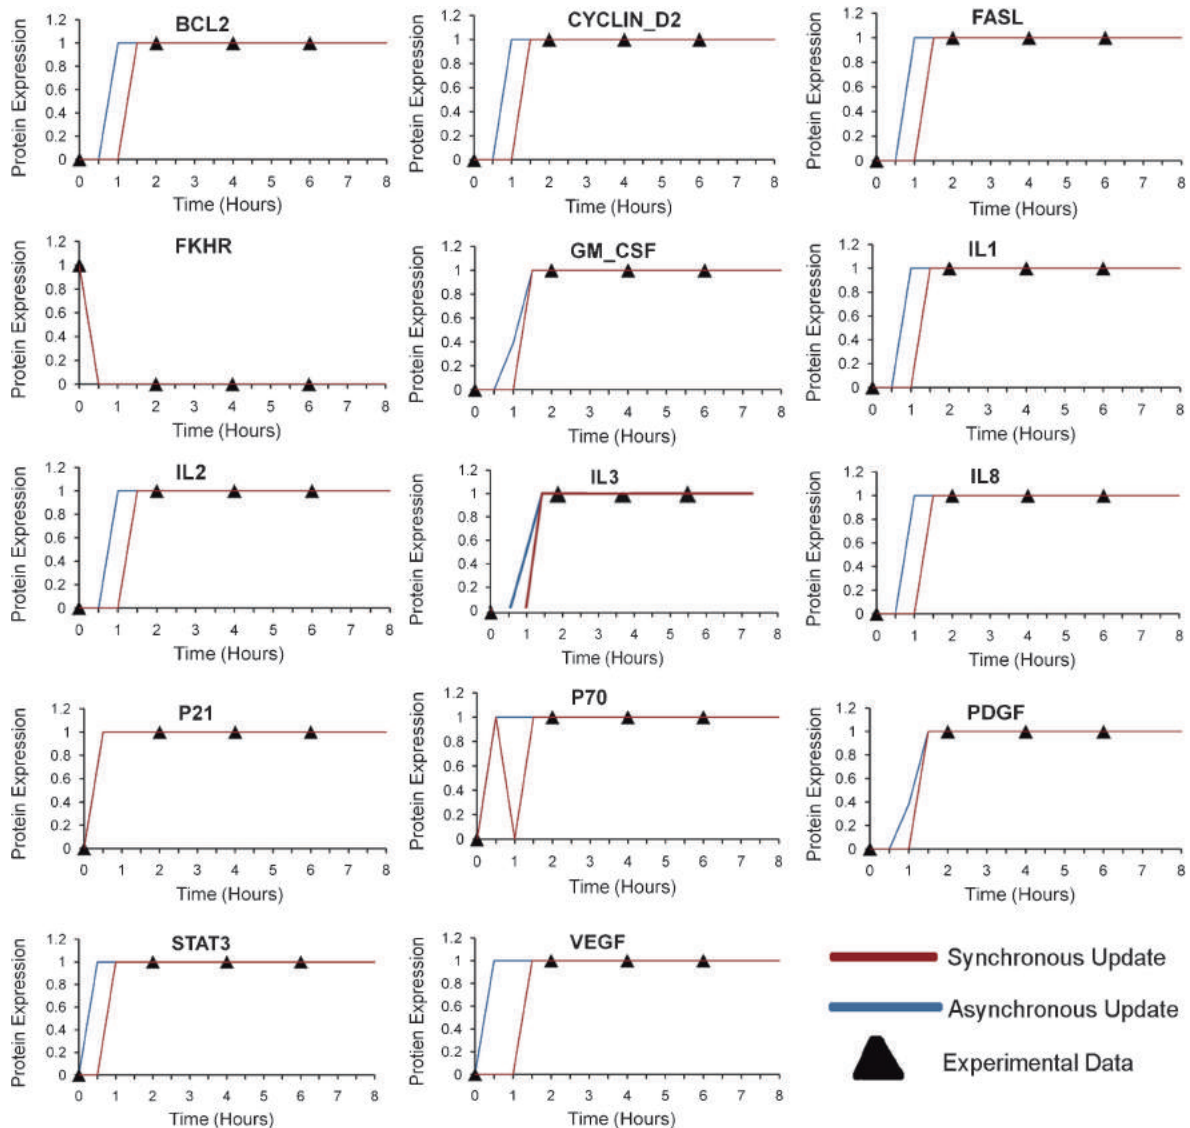 BCL2
Protein Expression
1.2
1
0.8
0.6
0.4
0.2
0
0 1 2 3 4 5 6 7 8
Time (Hours)
CYCLIN_D2
Protein Expression
1.2
1
0.8
0.6
0.4
0.2
0
0 1 2 3 4 5 6 7 8
Time (Hours)
FASL
Protein Expression
1.2
1
0.8
0.6
0.4
0.2
0
0 1 2 3 4 5 6 7 8
Time (Hours)
FKHR
Protein Expression
1.2
1
0.8
0.6
0.4
0.2
0
0 1 2 3 4 5 6 7 8
Time (Hours)
GM_CSF
Protein Expression
1.2
1
0.8
0.6
0.4
0.2
0
0 1 2 3 4 5 6 7 8
Time (Hours)
IL1
Protein Expression
1.2
1
0.8
0.6
0.4
0.2
0
0 1 2 3 4 5 6 7 8
Time (Hours)
IL2
Protein Expression
1.2
1
0.8
0.6
0.4
0.2
0
0 1 2 3 4 5 6 7 8
Time (Hours)
IL3
Protein Expression
1.2
1
0.8
0.6
0.4
0.2
0
0 1 2 3 4 5 6 7 8
Time (Hours)
IL8
Protein Expression
1.2
1
0.8
0.6
0.4
0.2
0
0 1 2 3 4 5 6 7 8
Time (Hours)
P21
Protein Expression
1.2
1
0.8
0.6
0.4
0.2
0
0 1 2 3 4 5 6 7 8
Time (Hours)
P70
Protein Expression
1.2
1
0.8
0.6
0.4
0.2
0
0 1 2 3 4 5 6 7 8
Time (Hours)
PDGF
Protein Expression
1.2
1
0.8
0.6
0.4
0.2
0
0 1 2 3 4 5 6 7 8
Time (Hours)
STAT3
Protein Expression
1.2
1
0.8
0.6
0.4
0.2
0
0 1 2 3 4 5 6 7 8
Time (Hours)
VEGF
Protien Expression
1.2
1
0.8
0.6
0.4
0.2
0
0 1 2 3 4 5 6 7 8
Time (Hours)
Synchronous Update
Asynchronous Update
Experimental Data